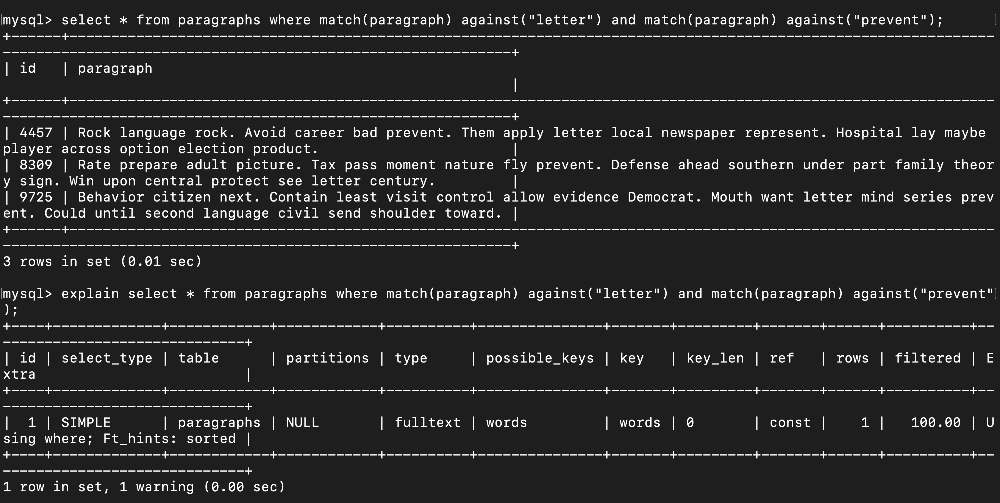 mysql> select * from paragraphs where match(paragraph) against("letter") and match(paragraph) against("prevent");
+------+---------------------------------------------------------------------------------------------------------------
-------------------------------------------------------------+
| id   | paragraph
                                                             |
+------+---------------------------------------------------------------------------------------------------------------
-------------------------------------------------------------+
| 4457 | Rock language rock. Avoid career bad prevent. Them apply letter local newspaper represent. Hospital lay maybe
player across option election product.                       |
| 8309 | Rate prepare adult picture. Tax pass moment nature fly prevent. Defense ahead southern under part family theor
y sign. Win upon central protect see letter century.         |
| 9725 | Behavior citizen next. Contain least visit control allow evidence Democrat. Mouth want letter mind series prev
ent. Could until second language civil send shoulder toward. |
+------+---------------------------------------------------------------------------------------------------------------
-------------------------------------------------------------+
3 rows in set (0.01 sec)

mysql> explain select * from paragraphs where match(paragraph) against("letter") and match(paragraph) against("prevent"
);
+----+-------------+------------+------------+----------+---------------+-------+---------+-------+------+----------+--
-----------------------------+
| id | select_type | table      | partitions | type     | possible_keys | key   | key_len | ref   | rows | filtered | E
xtra                         |
+----+-------------+------------+------------+----------+---------------+-------+---------+-------+------+----------+--
-----------------------------+
|  1 | SIMPLE      | paragraphs | NULL       | fulltext | words         | words | 0       | const |    1 |   100.00 | U
sing where; Ft_hints: sorted |
+----+-------------+------------+------------+----------+---------------+-------+---------+-------+------+----------+--
-----------------------------+
1 row in set, 1 warning (0.00 sec)